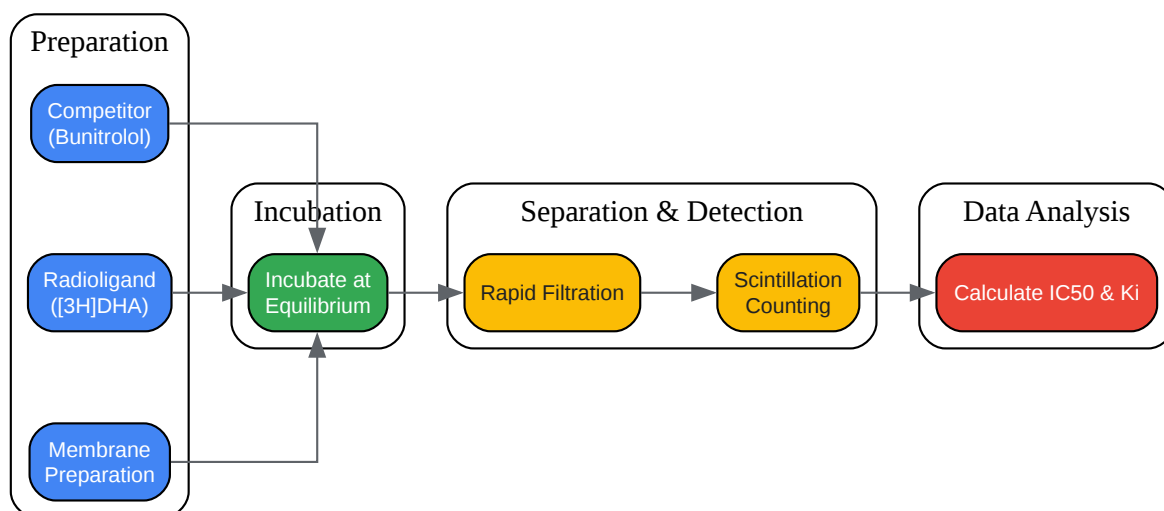 Preparation
Competitor
(Bunitrolol)
Radioligand
([3H]DHA)
Membrane
Preparation
Incubation
Incubate at
Equilibrium
Separation & Detection
Rapid Filtration
Scintillation
Counting
Data Analysis
Calculate IC50 & Ki